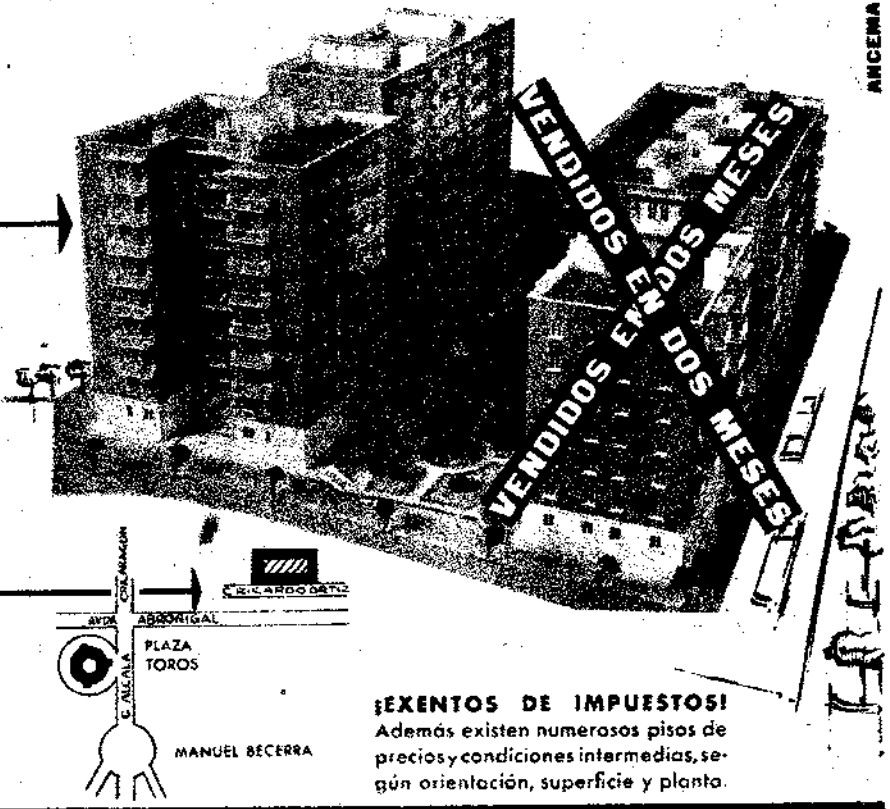 ANCEMA
VENDIDOS EN DOS MESES
VENDIDOS EN DOS MESES
CRA. ARAGON
C. RICARDO ORTIZ
AVDA ABROÑIGAL
PLAZA
TOROS
C. ALCALA
MANUEL BECERRA
¡EXENTOS DE IMPUESTOS!
Además existen numerosos pisos de
precios y condiciones intermedias, se-
gún orientación, superficie y planta.